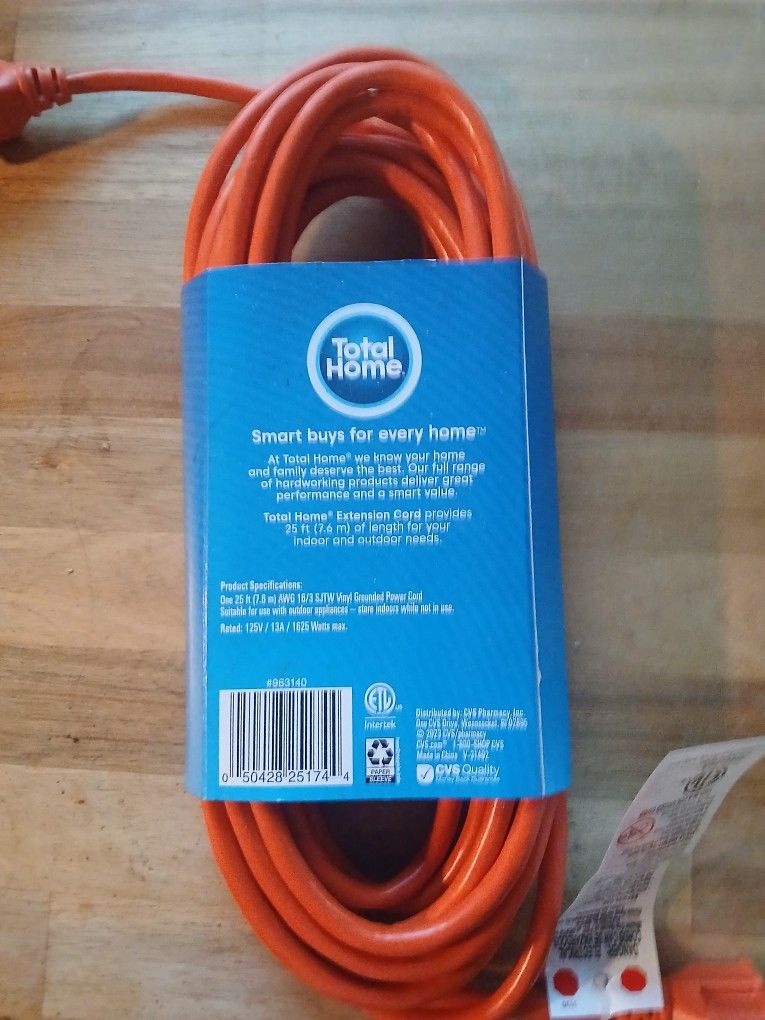 Total
Home
Smart buys for every home™
At Total Home® we know your home
and family deserve the best. Our full range
of hardworking products deliver great
performance and a smart value.
Total Home® Extension Cord provides
25 ft (7.6 m) of length for your
indoor and outdoor needs.
Product Specifications:
One 25 ft (7.6 m) AWG 16/3 SJTW Vinyl Grounded Power Cord
Suitable for use with outdoor appliances – store indoors while not in use.
Rated: 125V / 13A / 1625 Watts max.
#963140
0 50428 25174 4
ETL
us
Intertek
PAPER
SLEEVE
Distributed by: CVS Pharmacy, Inc.
One CVS Drive, Woonsocket, RI 02895
© 2023 CVS/pharmacy
CVS.com® 1-800-SHOP CVS
Made in China
CVS Quality
Money Back Guarantee